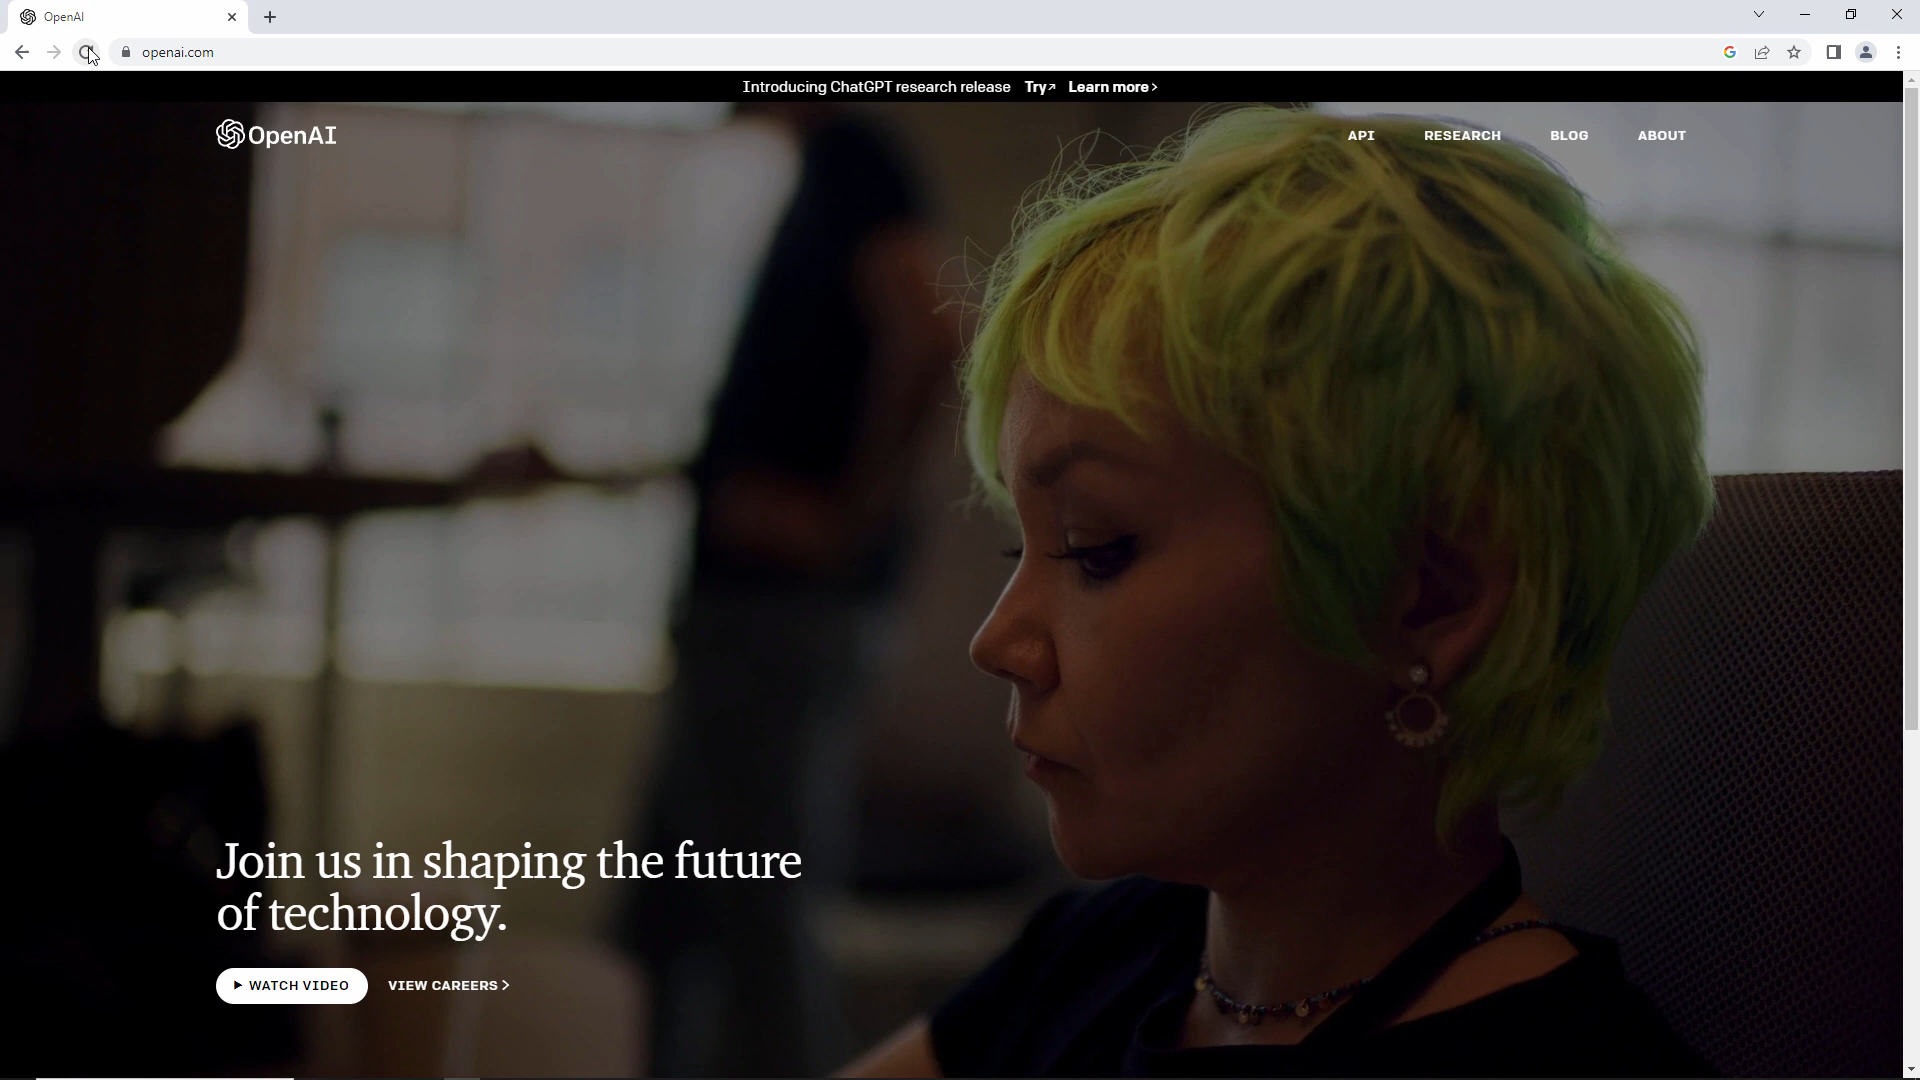 OpenAI
openai.com
Introducing ChatGPT research release Try↗ Learn more >
OpenAI
API RESEARCH BLOG ABOUT
Join us in shaping the future
of technology.
WATCH VIDEO VIEW CAREERS >